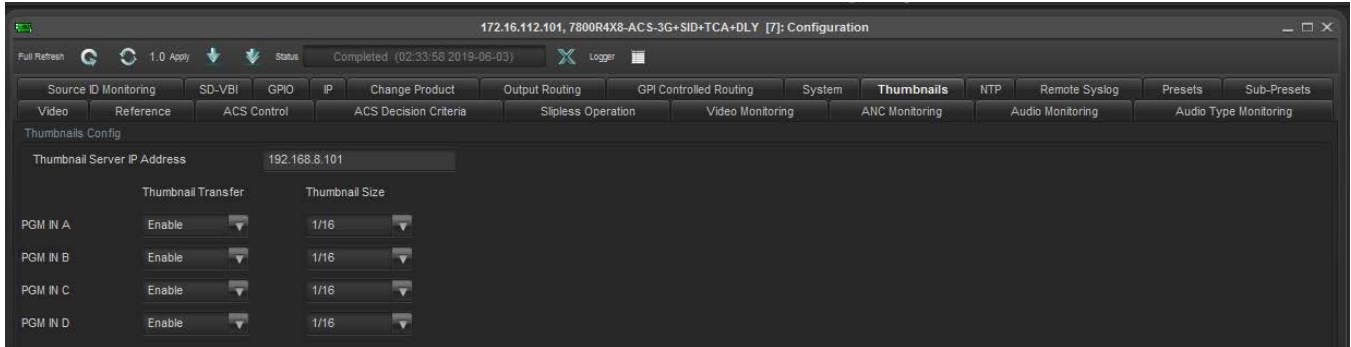 172.16.112.101, 7800R4X8-ACS-3G+SID+TCA+DLY [7]: Configuration
Full Refresh 1.0 Apply Status Completed (02:33:58 2019-06-03) Logger
Source ID Monitoring SD-VBI GPIO IP Change Product Output Routing GPI Controlled Routing System Thumbnails NTP Remote Syslog Presets Sub-Presets
Video Reference ACS Control ACS Decision Criteria Slipless Operation Video Monitoring ANC Monitoring Audio Monitoring Audio Type Monitoring
Thumbnails Config
Thumbnail Server IP Address 192.168.8.101
Thumbnail Transfer Thumbnail Size
PGM IN A Enable 1/16
PGM IN B Enable 1/16
PGM IN C Enable 1/16
PGM IN D Enable 1/16